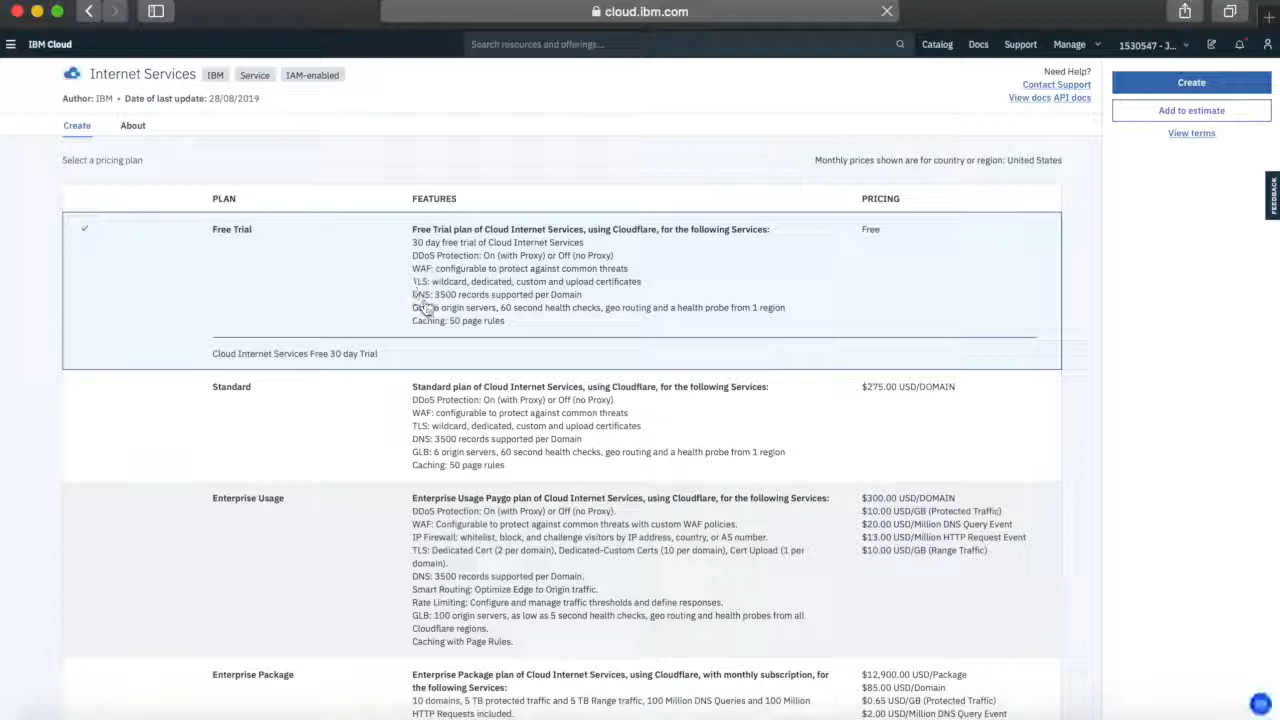 cloud.ibm.com
IBM Cloud
Search resources and offerings...
Catalog Docs Support Manage 1530547 - J...
Internet Services IBM Service IAM-enabled
Need Help?
Contact Support
View docs API docs
Author: IBM • Date of last update: 28/08/2019
Create About
Create
Add to estimate
View terms
FEEDBACK
Select a pricing plan
Monthly prices shown are for country or region: United States
PLAN FEATURES PRICING
Free Trial
Free Trial plan of Cloud Internet Services, using Cloudflare, for the following Services:
Free
30 day free trial of Cloud Internet Services
DDoS Protection: On (with Proxy) or Off (no Proxy)
WAF: configurable to protect against common threats
TLS: wildcard, dedicated, custom and upload certificates
DNS: 3500 records supported per Domain
origin servers, 60 second health checks, geo routing and a health probe from 1 region
Caching: 50 page rules
Cloud Internet Services Free 30 day Trial
Standard
Standard plan of Cloud Internet Services, using Cloudflare, for the following Services:
$275.00 USD/DOMAIN
DDoS Protection: On (with Proxy) or Off (no Proxy)
WAF: configurable to protect against common threats
TLS: wildcard, dedicated, custom and upload certificates
DNS: 3500 records supported per Domain
GLB: 6 origin servers, 60 second health checks, geo routing and a health probe from 1 region
Caching: 50 page rules
Enterprise Usage
Enterprise Usage Paygo plan of Cloud Internet Services, using Cloudflare, for the following Services:
DDoS Protection: On (with Proxy) or Off (no Proxy).
WAF: Configurable to protect against common threats with custom WAF policies.
IP Firewall: whitelist, block, and challenge visitors by IP address, country, or AS number.
TLS: Dedicated Cert (2 per domain), Dedicated-Custom Certs (10 per domain), Cert Upload (1 per
domain).
DNS: 3500 records supported per Domain.
Smart Routing: Optimize Edge to Origin traffic.
Rate Limiting: Configure and manage traffic thresholds and define responses.
GLB: 100 origin servers, as low as 5 second health checks, geo routing and health probes from all
Cloudflare regions.
Caching with Page Rules.
$300.00 USD/DOMAIN
$10.00 USD/GB (Protected Traffic)
$20.00 USD/Million DNS Query Event
$13.00 USD/Million HTTP Request Event
$10.00 USD/GB (Range Traffic)
Enterprise Package
Enterprise Package plan of Cloud Internet Services, using Cloudflare, with monthly subscription, for
the following Services:
10 domains, 5 TB protected traffic and 5 TB Range traffic, 100 Million DNS Queries and 100 Million
HTTP Requests included.
$12,900.00 USD/Package
$85.00 USD/Domain
$0.65 USD/GB (Protected Traffic)
$2.00 USD/Million DNS Query Event